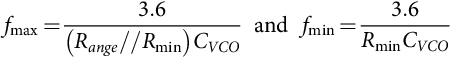 f_max = 3.6 / ((R_ange//R_min) C_VCO) and f_min = 3.6 / (R_min C_VCO)